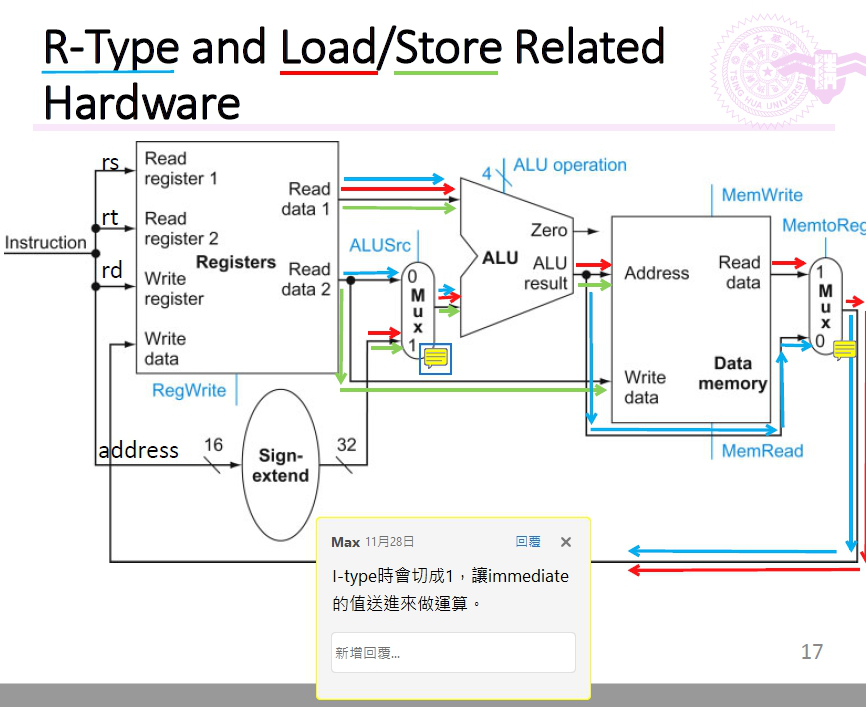 R-Type and Load/Store Related
Hardware
TSING HUA UNIVERSITY
rs
Read
register 1
rt
Read
register 2
Instruction
rd
Write
register
Registers
Write
data
Read
data 1
Read
data 2
RegWrite
address
16
Sign-
extend
32
ALUSrc
0
M
u
x
1
4
ALU operation
Zero
ALU
ALU
result
MemWrite
Address
Read
data
Write
data
Data
memory
MemRead
MemtoReg
1
M
u
x
0
Max 11月28日
回覆
I-type時會切成1，讓immediate
的值送進來做運算。
新增回覆...
17